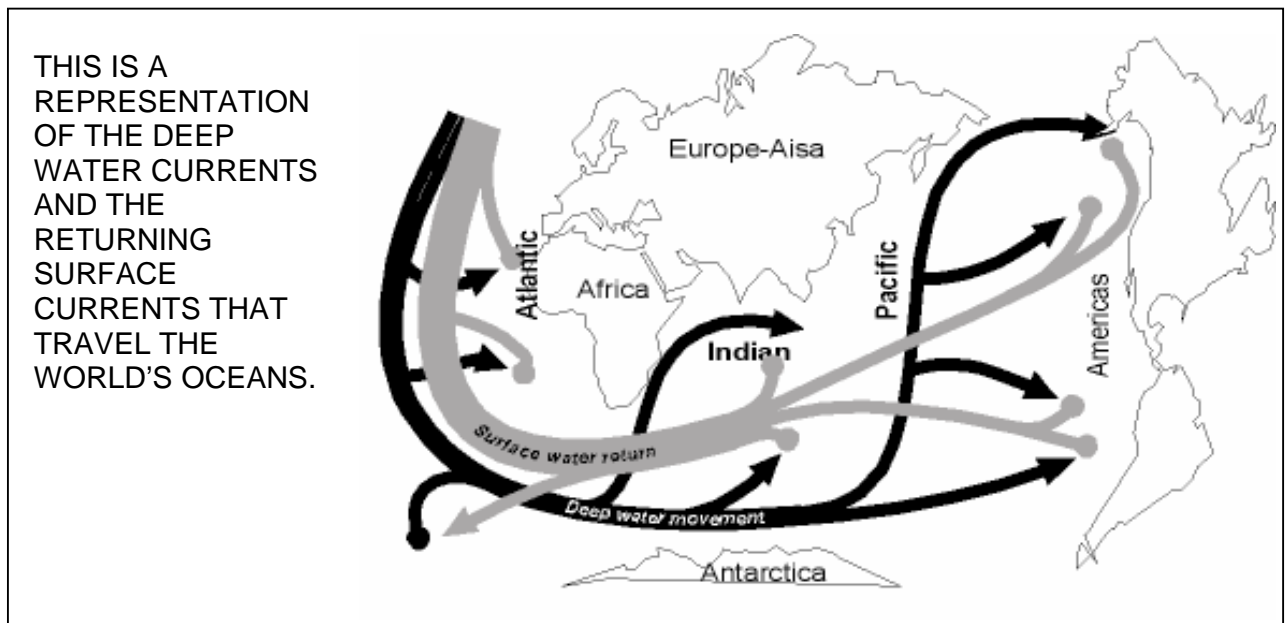 THIS IS A
REPRESENTATION
OF THE DEEP
WATER CURRENTS
AND THE
RETURNING
SURFACE
CURRENTS THAT
TRAVEL THE
WORLD'S OCEANS.
Europe-Aisa
Atlantic
Africa
Indian
Pacific
Americas
Surface water return
Deep water movement
Antarctica